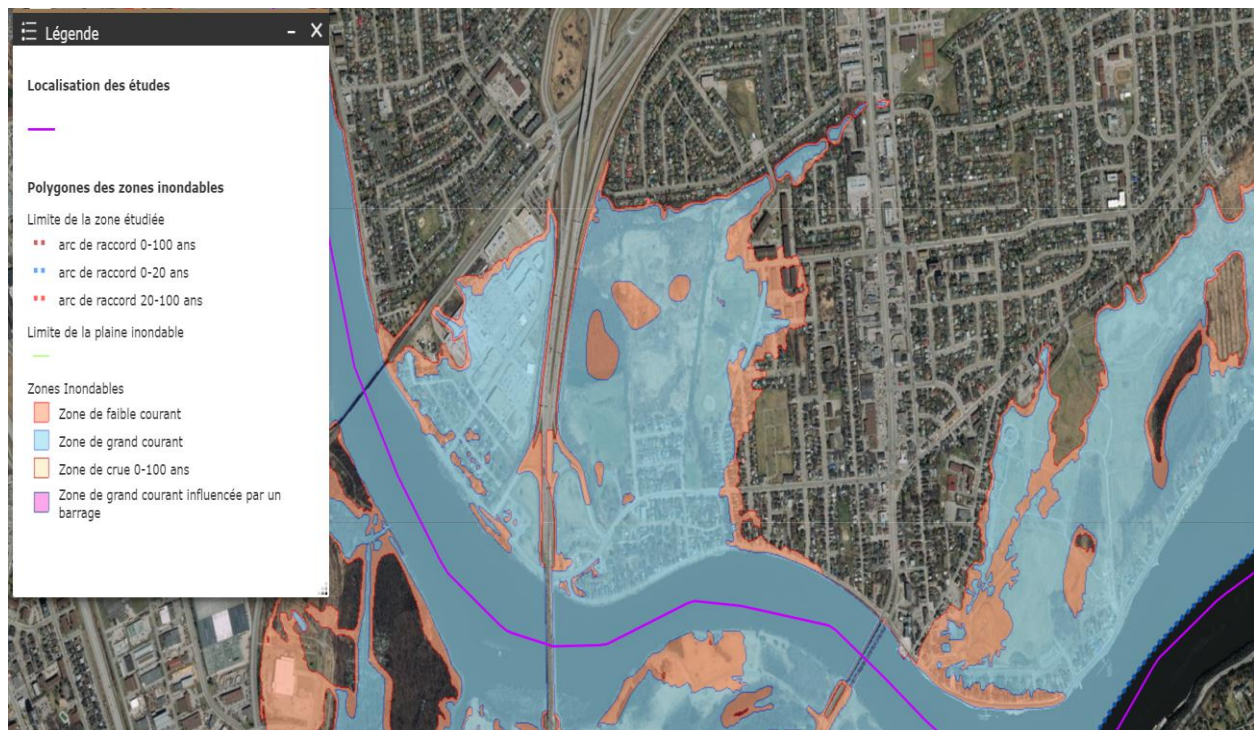 Légende
Localisation des études
Polygones des zones inondables
Limite de la zone étudiée
arc de raccord 0-100 ans
arc de raccord 0-20 ans
arc de raccord 20-100 ans
Limite de la plaine inondable
Zones Inondables
Zone de faible courant
Zone de grand courant
Zone de crue 0-100 ans
Zone de grand courant influencée par un
barrage